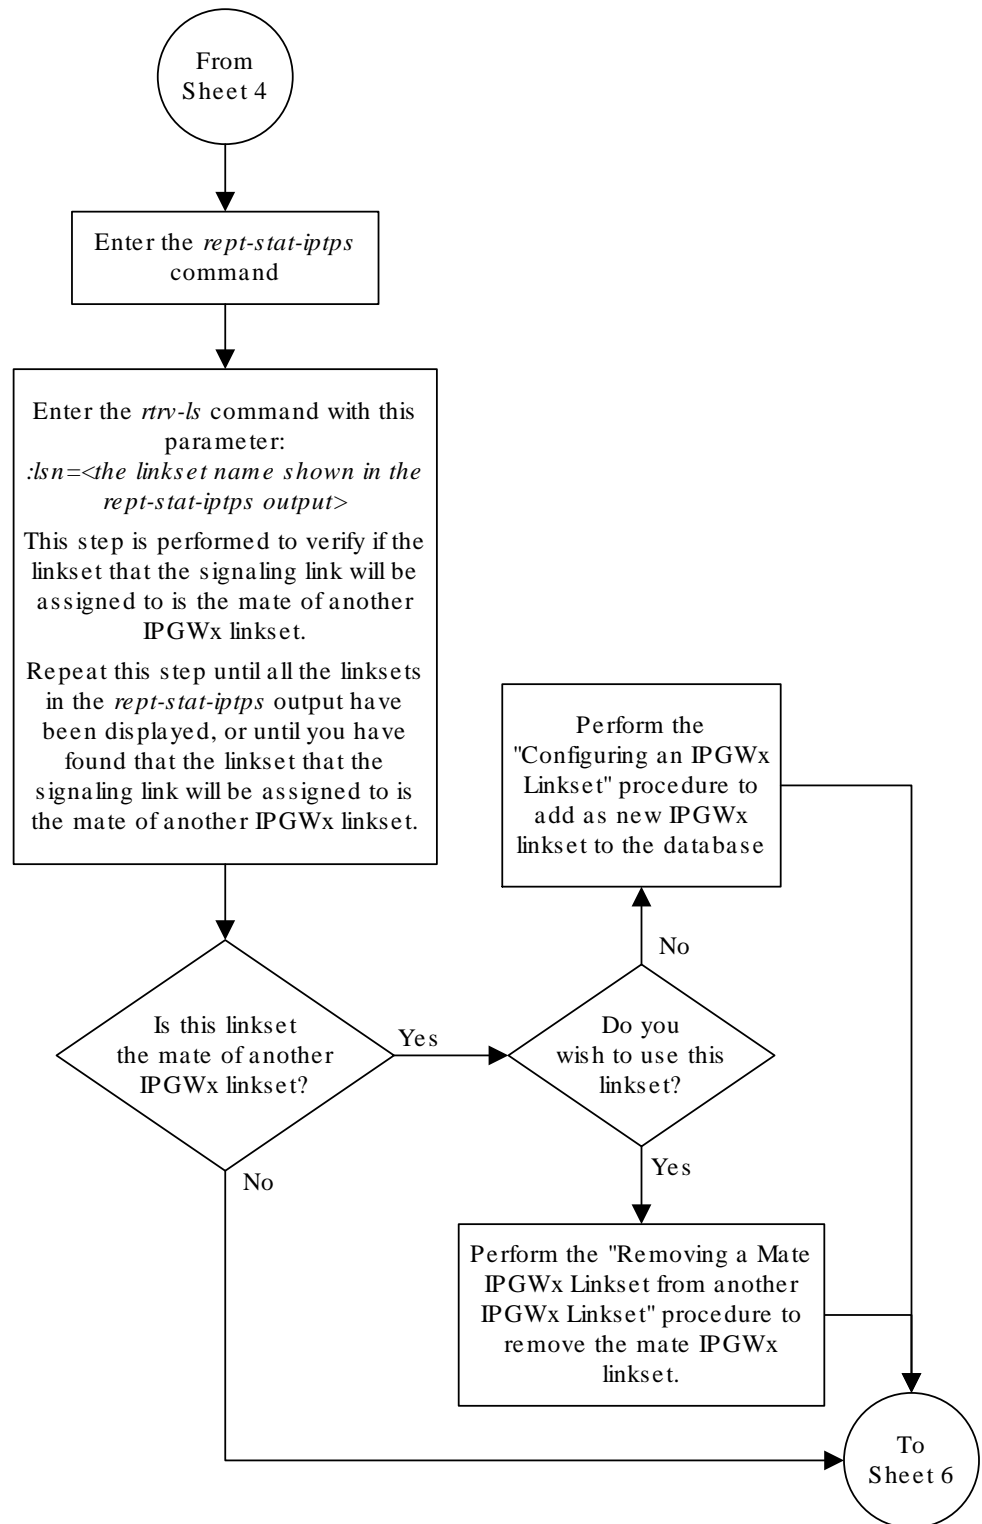 From
Sheet 4
Enter the rept-stat-iptps
command
Enter the rtrv-ls command with this
parameter:
:lsn=<the linkset name shown in the
rept-stat-iptps output>
This step is performed to verify if the
linkset that the signaling link will be
assigned to is the mate of another
IPGWx linkset.
Repeat this step until all the linksets
in the rept-stat-iptps output have
been displayed, or until you have
found that the linkset that the
signaling link will be assigned to is
the mate of another IPGWx linkset.
Perform the
"Configuring an IPGWx
Linkset" procedure to
add as new IPGWx
linkset to the database
No
Is this linkset
the mate of another
IPGWx linkset?
Yes
Do you
wish to use this
linkset?
Yes
No
Perform the "Removing a Mate
IPGWx Linkset from another
IPGWx Linkset" procedure to
remove the mate IPGWx
linkset.
To
Sheet 6